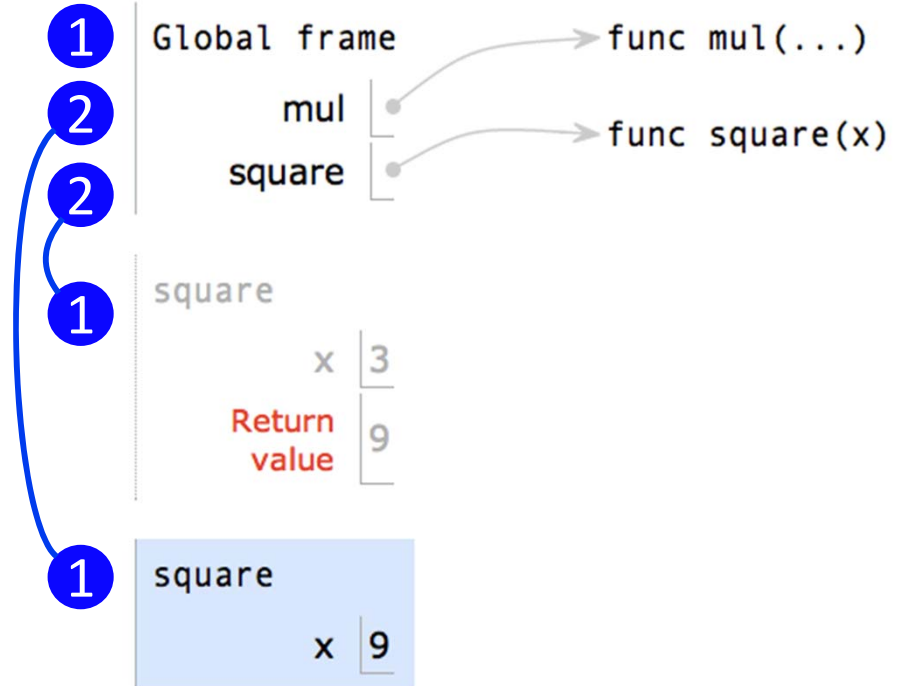 1 Global frame func mul(...)
2 mul
func square(x)
2 square
1 square
x 3
Return
value 9
1 square
x 9